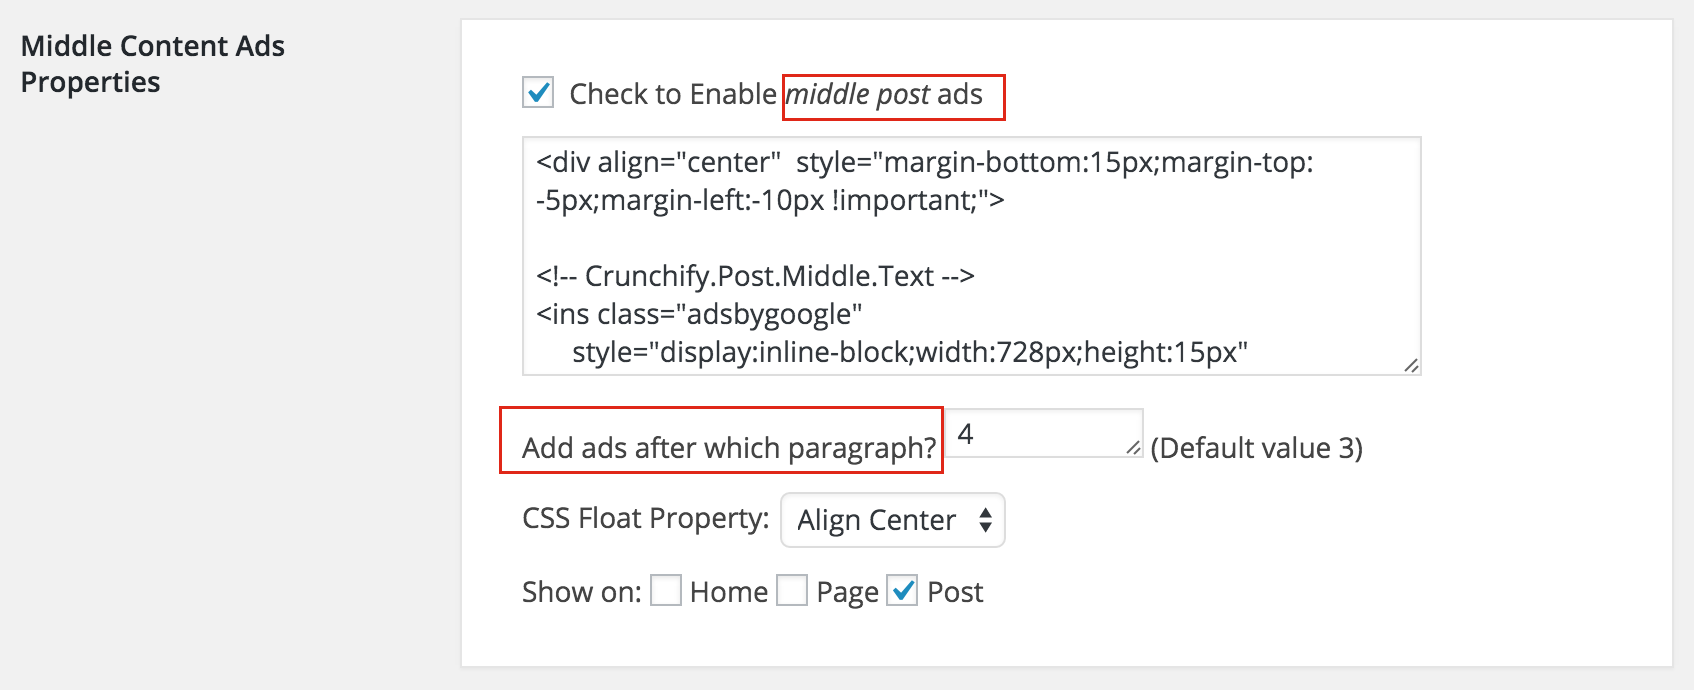 Middle Content Ads
Properties
Check to Enable middle post ads
<div align="center"  style="margin-bottom:15px;margin-top:
-5px;margin-left:-10px !important;">
<!-- Crunchify.Post.Middle.Text -->
<ins class="adsbygoogle"
     style="display:inline-block;width:728px;height:15px"
Add ads after which paragraph? 4 (Default value 3)
CSS Float Property: Align Center
Show on: Home Page Post